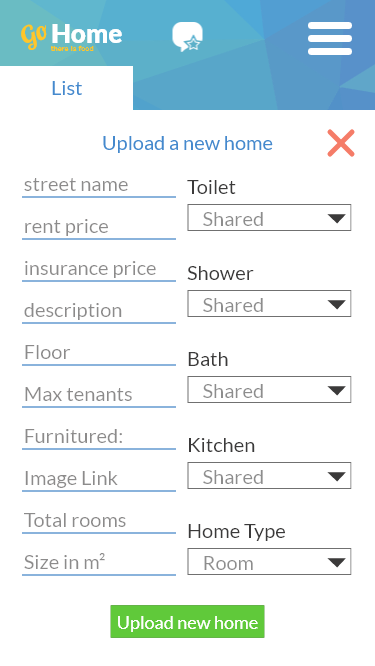 Go Home
thera is food
List
Upload a new home
street name
rent price
insurance price
description
Floor
Max tenants
Furnitured:
Image Link
Total rooms
Size in m²
Toilet
Shared
Shower
Shared
Bath
Shared
Kitchen
Shared
Home Type
Room
Upload new home